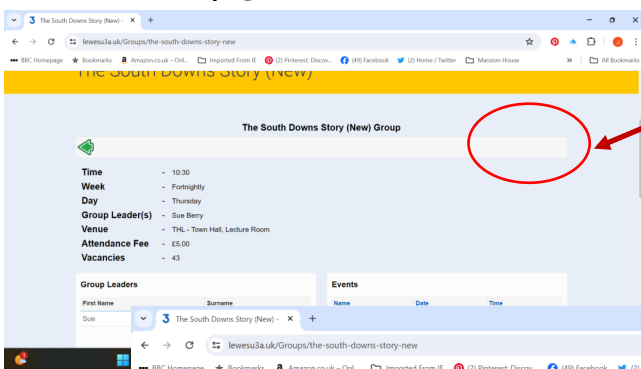 The South Downs Story (New) -
lewesu3a.uk/Groups/the-south-downs-story-new
BBC Homepage Bookmarks Amazon.co.uk – Onl... Imported From IE (2) Pinterest: Discov... (49) Facebook (2) Home / Twitter Mansion House » All Bookmarks
The South Downs Story (New)
The South Downs Story (New) Group
Time - 10:30
Week - Fortnightly
Day - Thursday
Group Leader(s) - Sue Berry
Venue - THL - Town Hall, Lecture Room
Attendance Fee - £5.00
Vacancies - 43
Group Leaders Events
First Name Surname Name Date Time
Sue
The South Downs Story (New) -
lewesu3a.uk/Groups/the-south-downs-story-new
BBC Homepage Bookmarks Amazon.co.uk – Onl... Imported From IE (2) Pinterest: Discov... (49) Facebook (2)